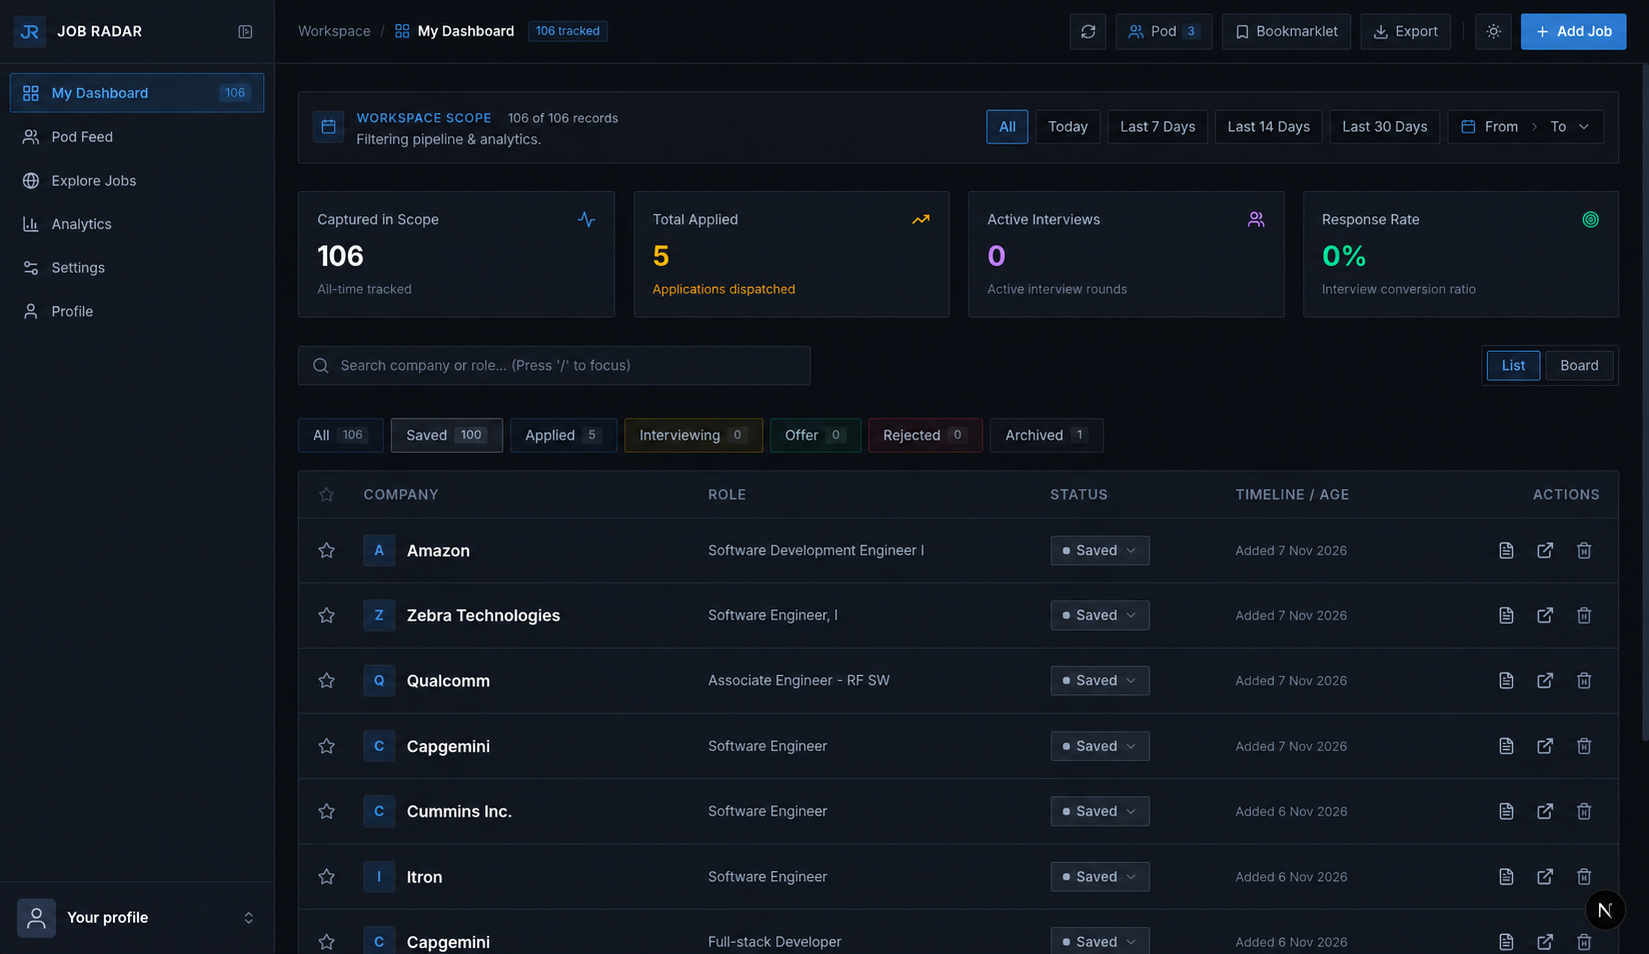 JR JOB RADAR
My Dashboard 106
Pod Feed
Explore Jobs
Analytics
Settings
Profile
Your profile
Workspace / My Dashboard 106 tracked
Pod 3 Bookmarklet Export Add Job
WORKSPACE SCOPE 106 of 106 records
Filtering pipeline & analytics.
All Today Last 7 Days Last 14 Days Last 30 Days From To
Captured in Scope
106
All-time tracked
Total Applied
5
Applications dispatched
Active Interviews
0
Active interview rounds
Response Rate
0%
Interview conversion ratio
Search company or role... (Press '/' to focus)
List Board
All 106 Saved 100 Applied 5 Interviewing 0 Offer 0 Rejected 0 Archived 1
COMPANY ROLE STATUS TIMELINE / AGE ACTIONS
A Amazon Software Development Engineer I Saved Added 7 Nov 2026
Z Zebra Technologies Software Engineer, I Saved Added 7 Nov 2026
Q Qualcomm Associate Engineer - RF SW Saved Added 7 Nov 2026
C Capgemini Software Engineer Saved Added 7 Nov 2026
C Cummins Inc. Software Engineer Saved Added 6 Nov 2026
I Itron Software Engineer Saved Added 6 Nov 2026
C Capgemini Full-stack Developer Saved Added 6 Nov 2026
N